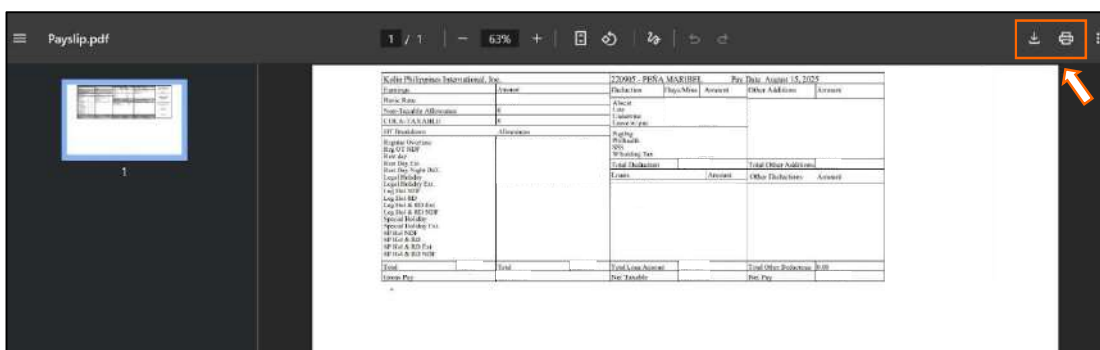 Payslip.pdf
1 / 1
63%
1
Kolin Philippines International, Inc. 220905 - PEÑA MARIBEL Pay Date August 15, 2025
Earnings Amount Deduction Days/Mins Amount Other Additions Amount
Basic Rate
Non-Taxable Allowance 0
COLA-TAXABLE 0
OT Breakdown Allowances
Absent
Late
Undertime
Pagibig
Philhealth
SSS
Witholding Tax
Regular Overtime
Reg OT NDF
Rest day
Rest Day Ext.
Rest Day Night Diff.
Legal Holiday
Legal Holiday Ext.
Leg Hol NDF
Leg Hol RD
Leg Hol & RD Ext
Leg Hol & RD NDF
Special Holiday
Special Holiday Ext.
SP Hol NDF
SP Hol & RD
SP Hol & RD Ext
SP Hol & RD NDF
Total Deduction Total Other Additions
Loans Amount Other Deductions Amount
Total Total Total Loan Amount Total Other Deductions 0.00
Gross Pay Net Taxable Net Pay